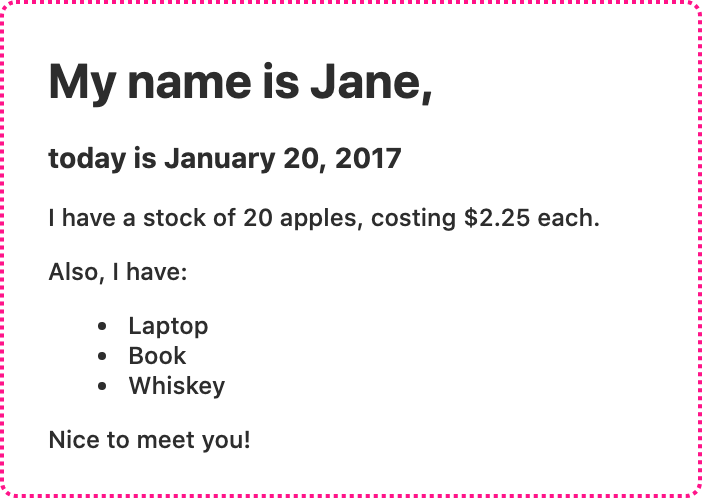 My name is Jane,
today is January 20, 2017
I have a stock of 20 apples, costing $2.25 each.
Also, I have:
• Laptop
• Book
• Whiskey
Nice to meet you!